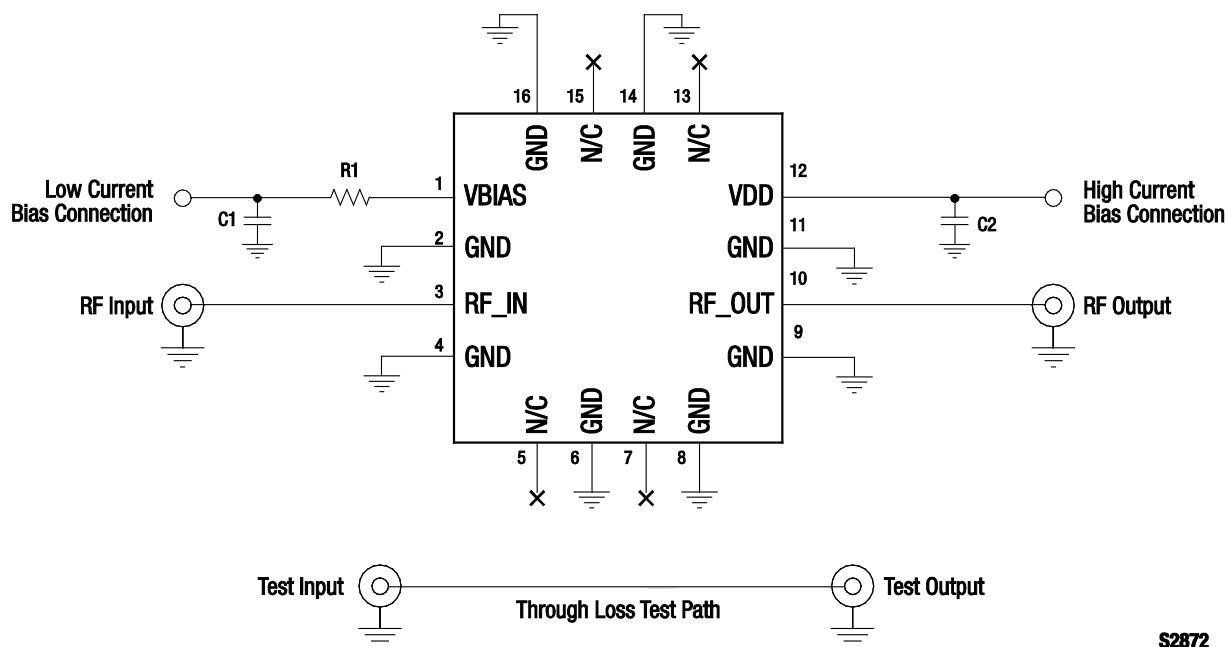 16
15
14
13
GND
N/C
GND
N/C
R1
1
12
Low Current
Bias Connection
VBIAS
VDD
High Current
Bias Connection
C1
C2
2
11
GND
GND
3
10
RF Input
RF_IN
RF_OUT
RF Output
4
9
GND
GND
N/C
GND
N/C
GND
5
6
7
8
Test Input
Test Output
Through Loss Test Path
S2872